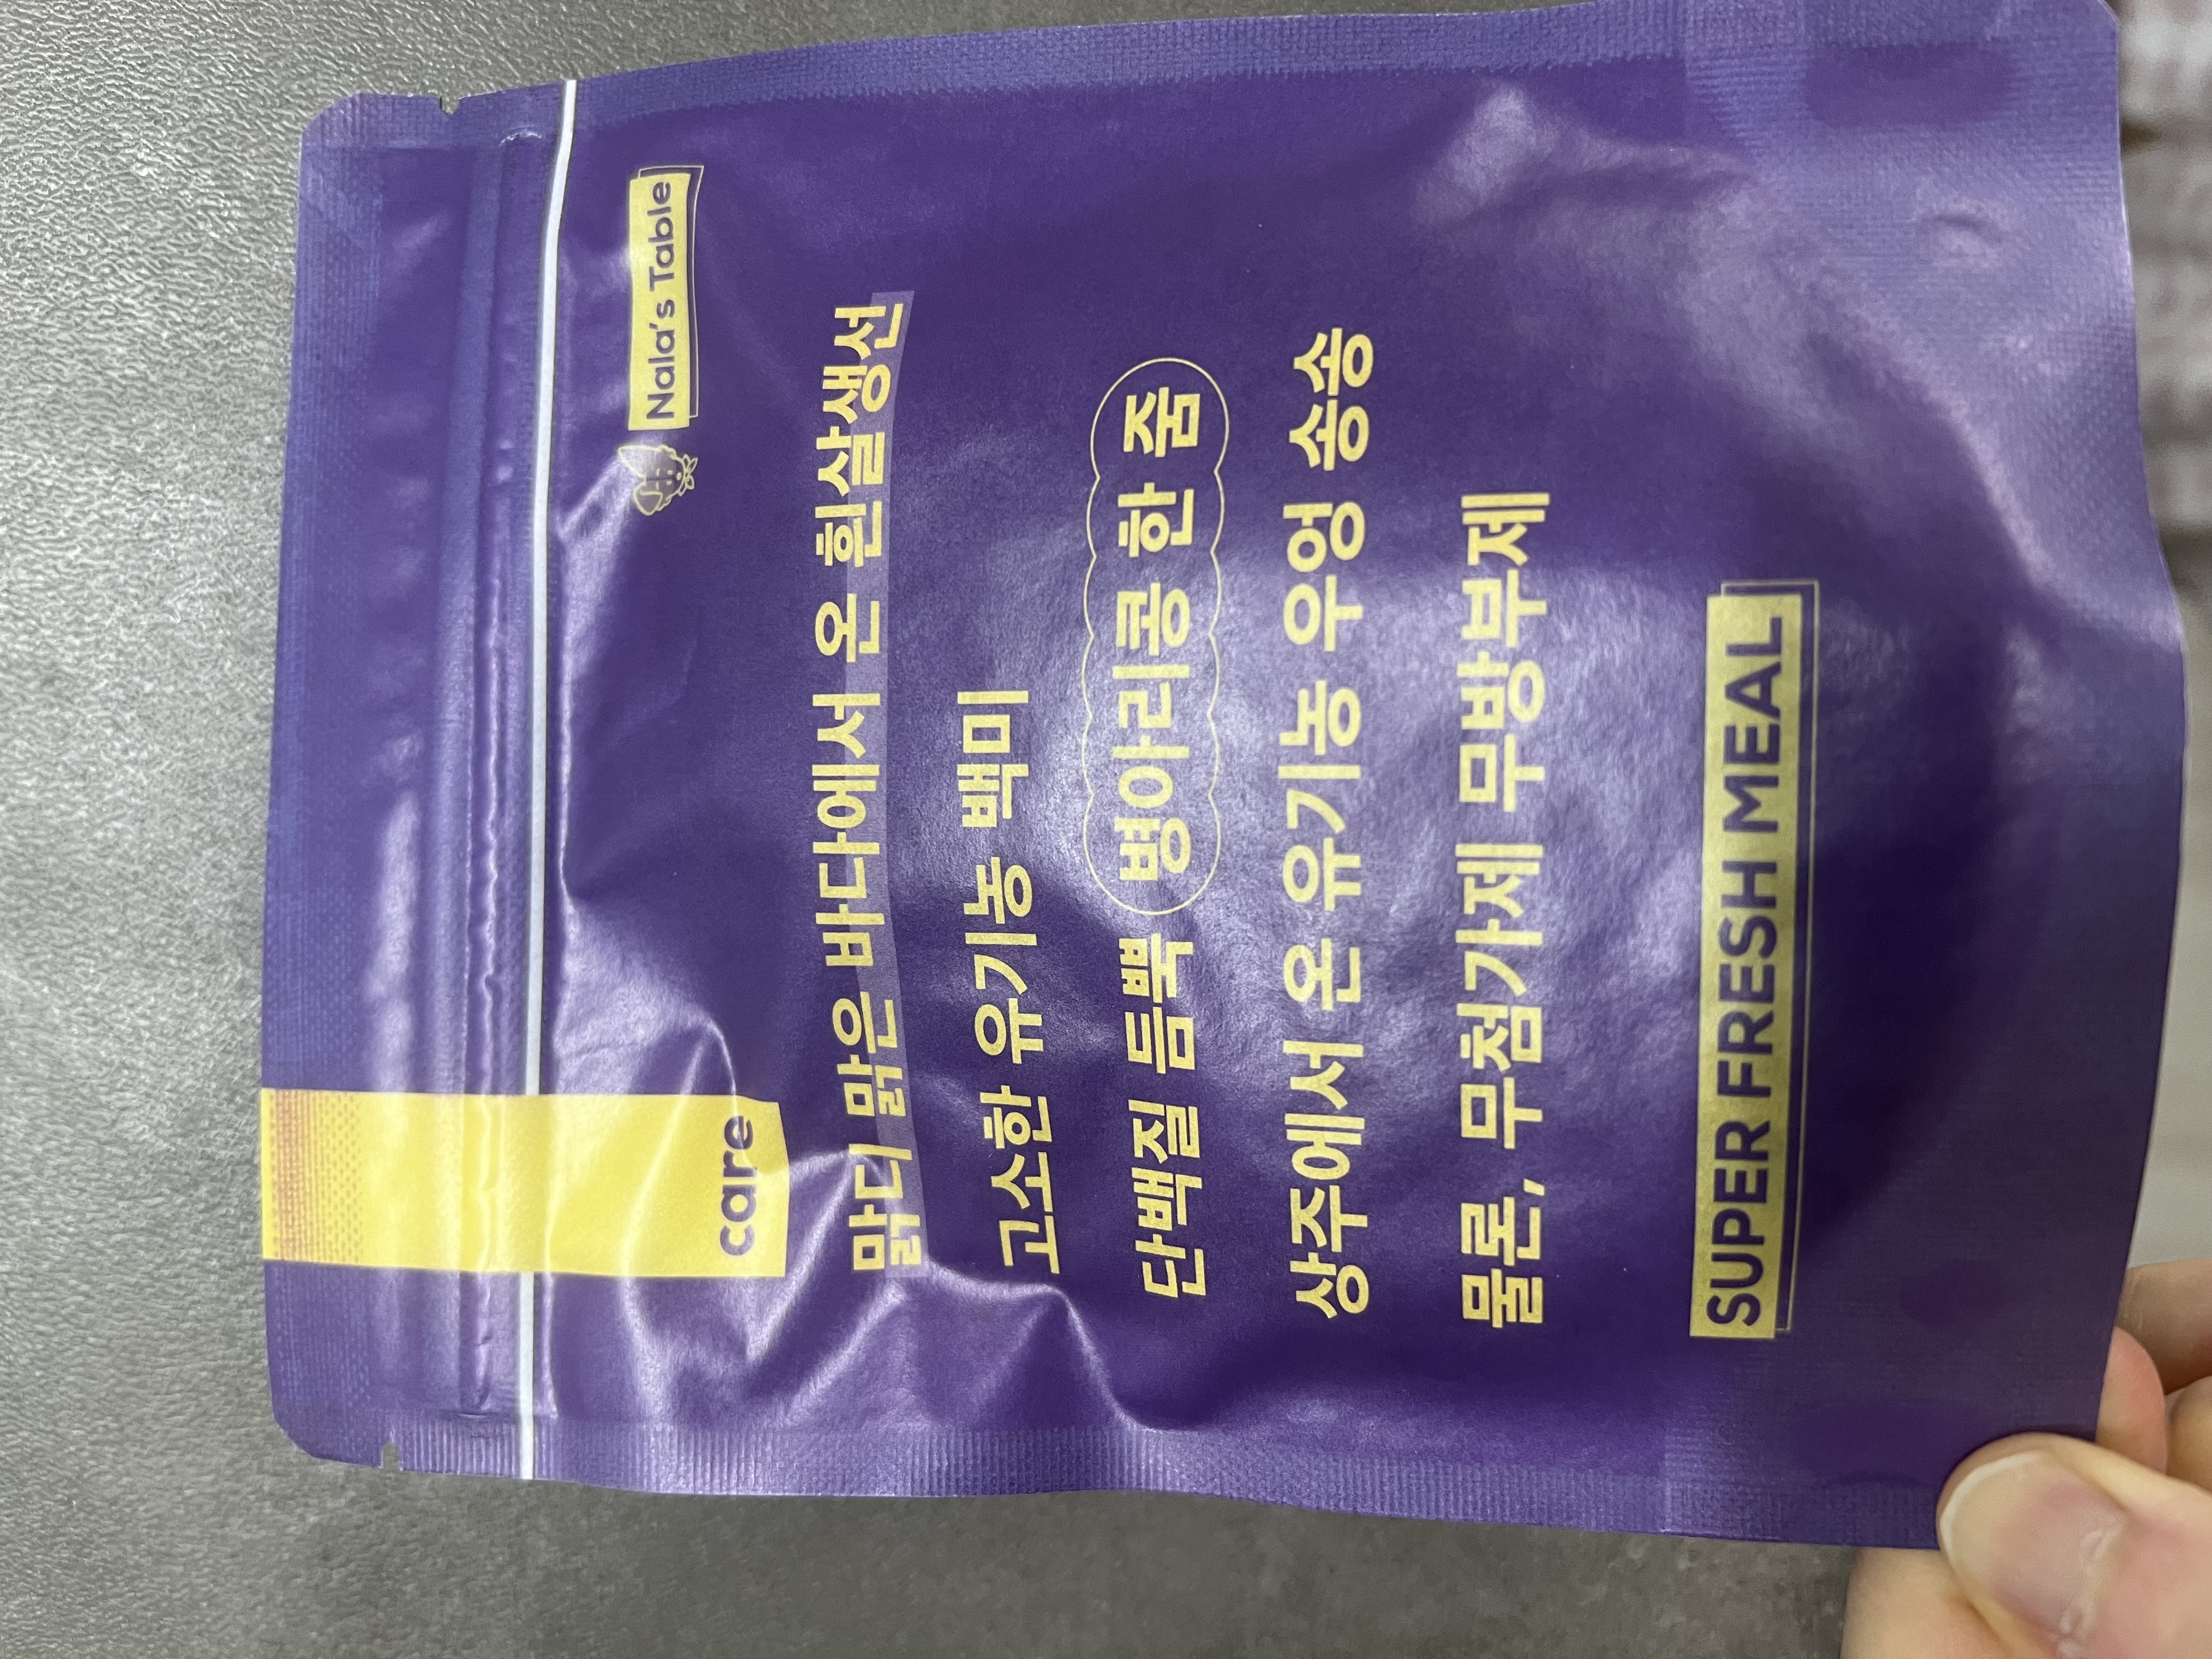 care
Nala's Table
맑디 맑은 바다에서 온 흰살생선
고소한 유기농 백미
단백질 듬뿍 병아리콩 한 줌
상주에서 온 유기농 우엉 송송
물론, 무첨가제 무방부제
SUPER FRESH MEAL